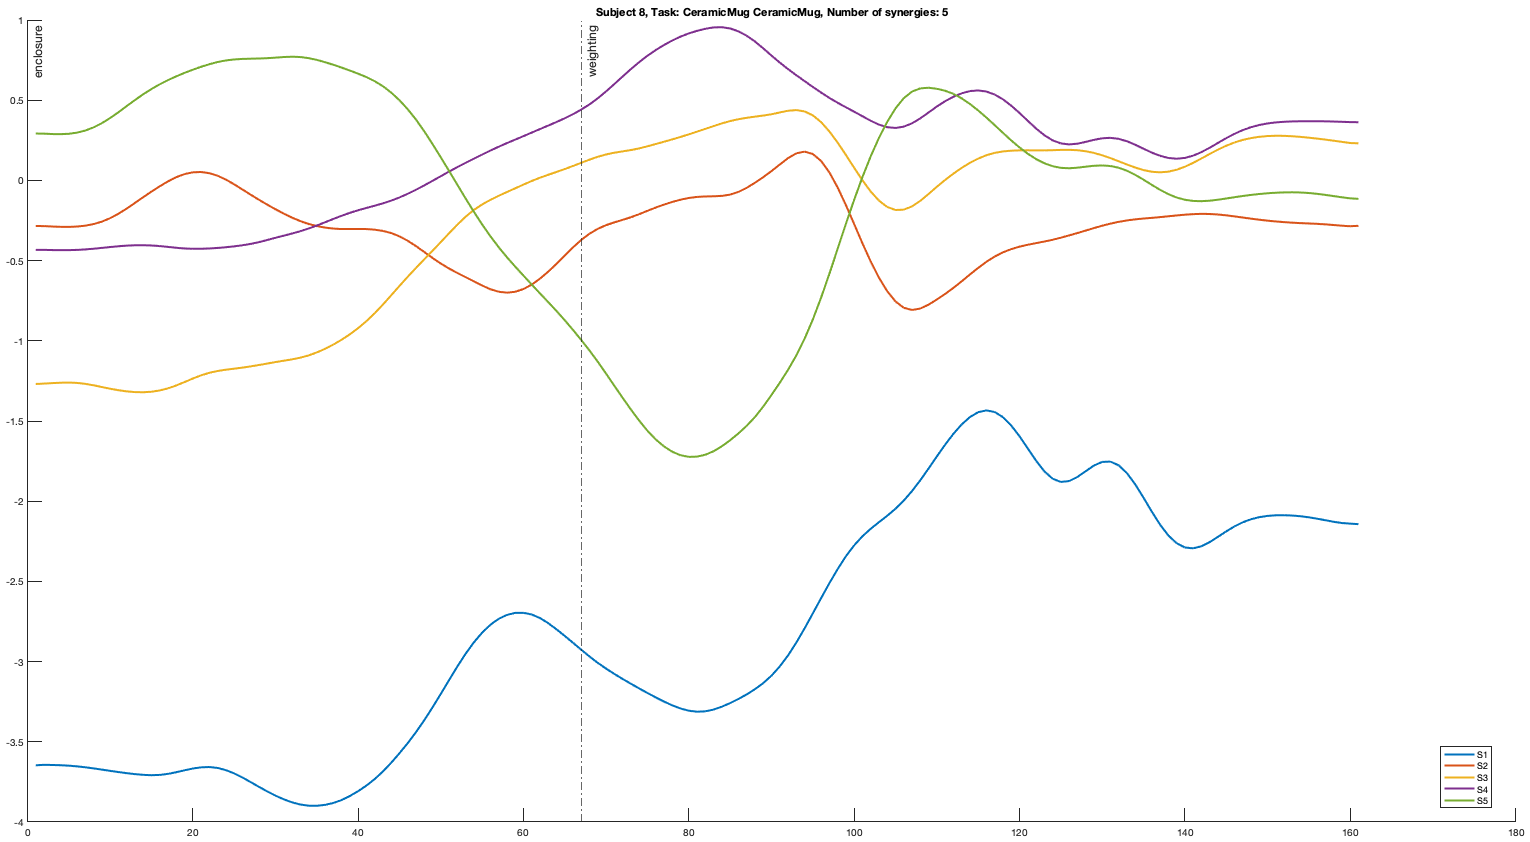 Subject 8, Task: CeramicMug CeramicMug, Number of synergies: 5
enclosure
weighting
1
0.5
0
-0.5
-1
-1.5
-2
-2.5
-3
-3.5
-4
0 20 40 60 80 100 120 140 160 180
S1
S2
S3
S4
S5